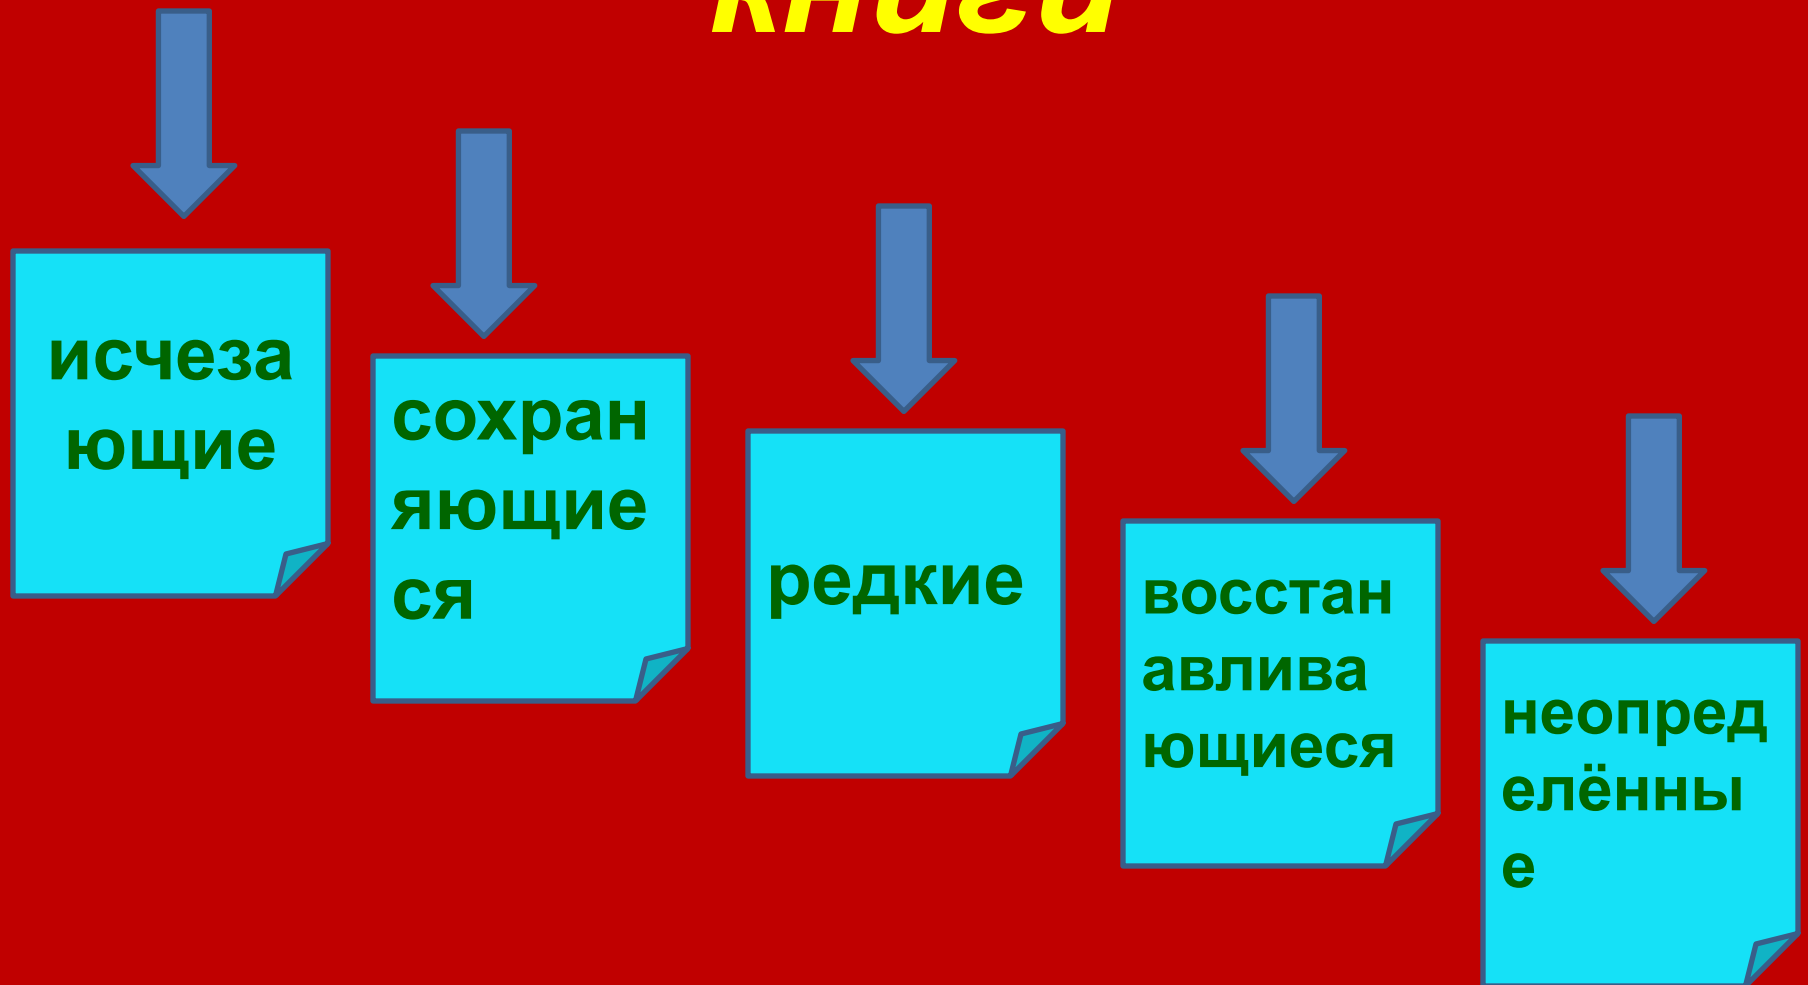 книги
исчеза
ющие
сохран
яющие
ся
редкие
восстан
авлива
ющиеся
неопред
елённы
е